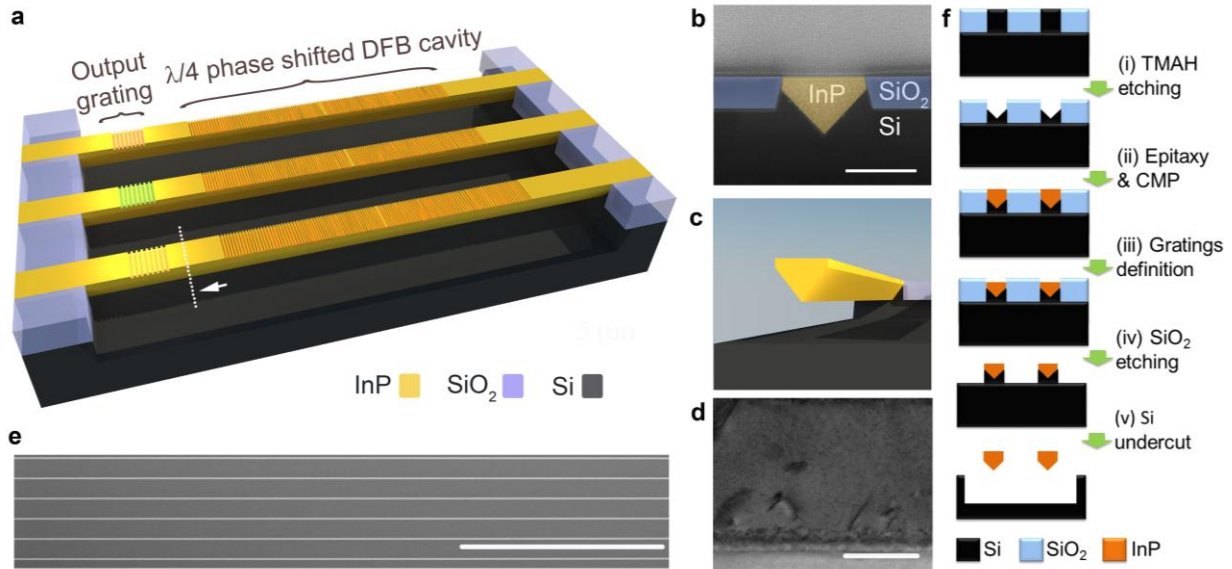 a
Output
grating
λ/4 phase shifted DFB cavity
InP
SiO2
Si
b
InP
SiO2
Si
c
d
e
f
(i) TMAH
etching
(ii) Epitaxy
& CMP
(iii) Gratings
definition
(iv) SiO2
etching
(v) Si
undercut
Si
SiO2
InP